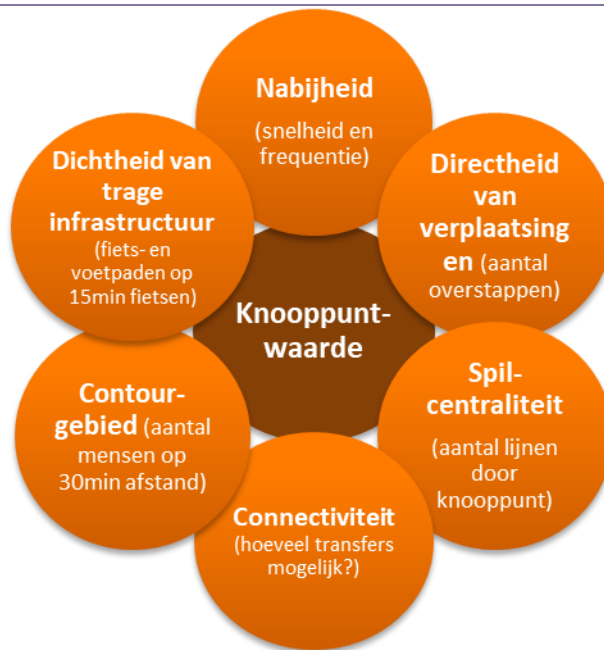 Nabijheid
(snelheid en
frequentie)
Directheid
van
verplaatsing
en (aantal
overstappen)
Spil-
centraliteit
(aantal lijnen
door
knooppunt)
Connectiviteit
(hoeveel transfers
mogelijk?)
Contour-
gebied (aantal
mensen op
30min afstand)
Dichtheid van
trage
infrastructuur
(fiets- en
voetpaden op
15min fietsen)
Knooppunt-
waarde